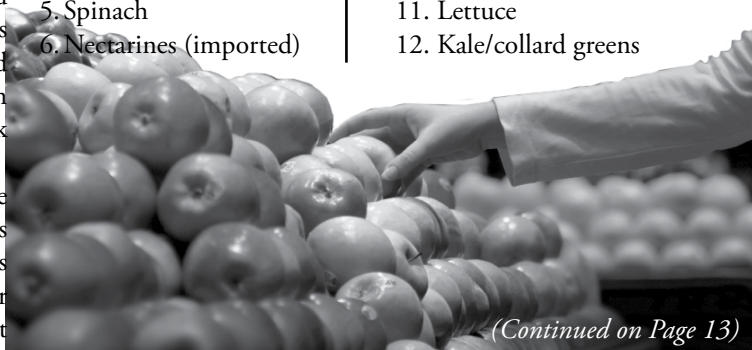 5. Spinach
6. Nectarines (imported)
11. Lettuce
12. Kale/collard greens
(Continued on Page 13)